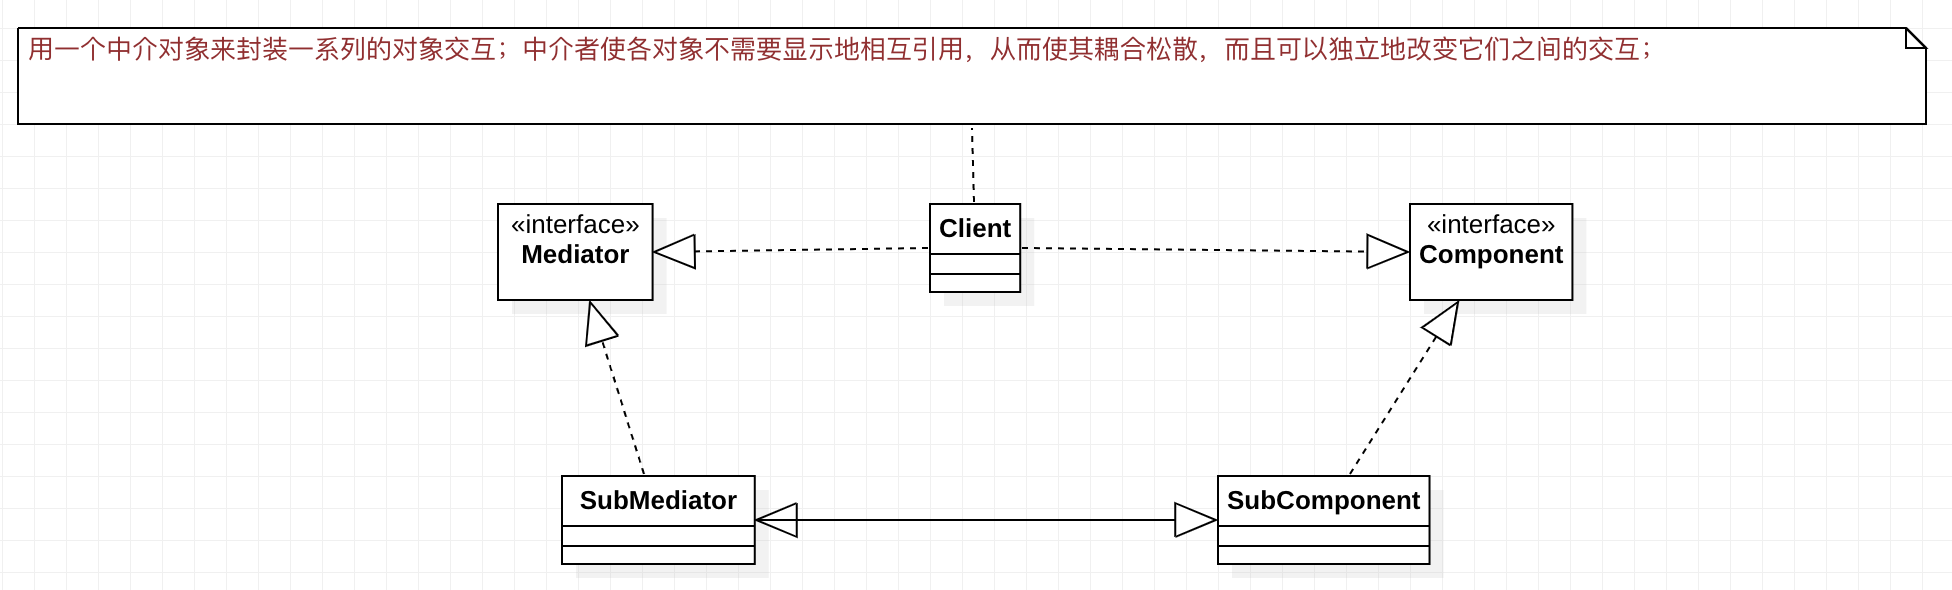 用一个中介对象来封装一系列的对象交互；中介者使各对象不需要显示地相互引用，从而使其耦合松散，而且可以独立地改变它们之间的交互；
«interface»
Mediator
Client
«interface»
Component
SubMediator
SubComponent